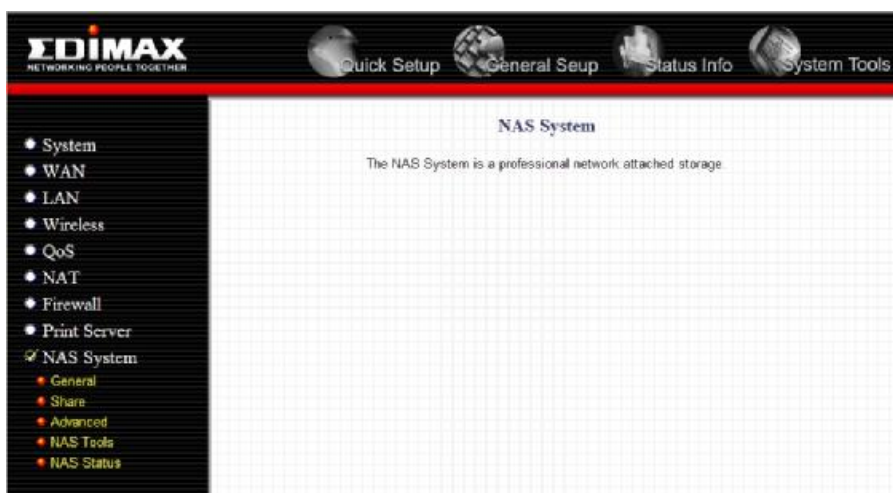 EDIMAX
NETWORKING PEOPLE TOGETHER
Quick Setup
General Seup
Status Info
System Tools
System
WAN
LAN
Wireless
QoS
NAT
Firewall
Print Server
NAS System
General
Share
Advanced
NAS Tools
NAS Status
NAS System
The NAS System is a professional network attached storage.